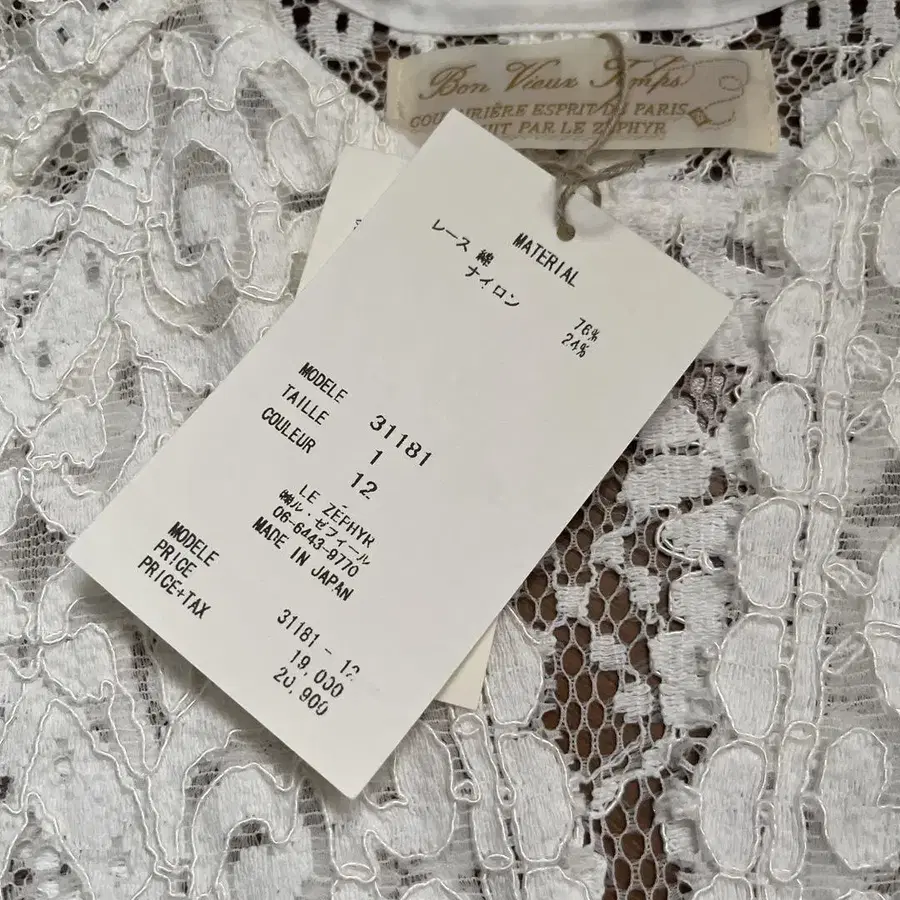 Bon Vieux Temps
COUTURIÈRE ESPRIT DE PARIS
PAR LE ZEPHYR
MATERIAL
レース 綿 76%
ナイロン 24%
MODELE 31181
TAILLE 1
COULEUR 12
LE ZEPHYR
㈱ル・ゼフィール
06-6443-9770
MADE IN JAPAN
MODELE 31181 - 12
PRICE 19,000
PRICE+TAX 20,900